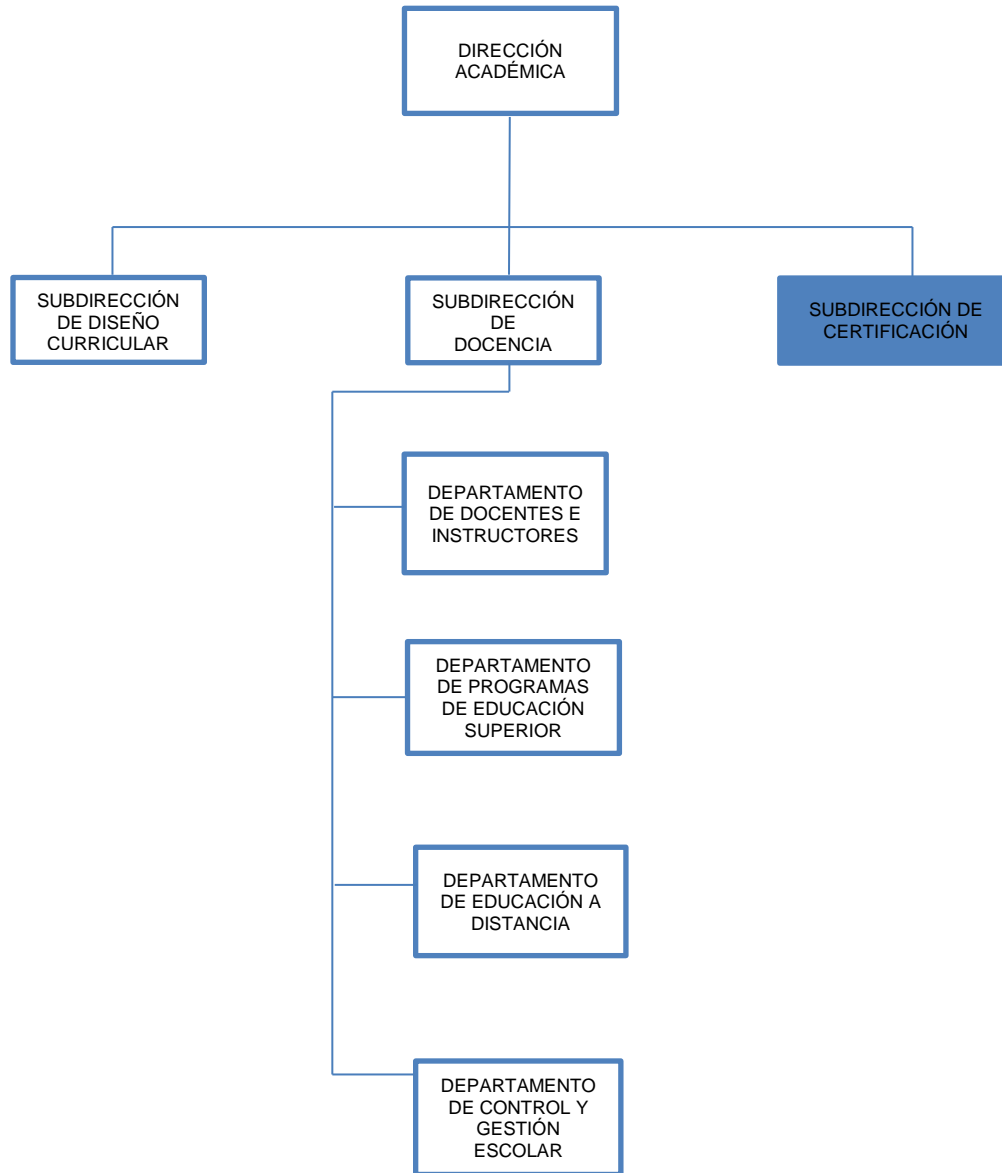 DIRECCIÓN
ACADÉMICA
SUBDIRECCIÓN
DE DISEÑO
CURRICULAR
SUBDIRECCIÓN
DE
DOCENCIA
SUBDIRECCIÓN DE
CERTIFICACIÓN
DEPARTAMENTO
DE DOCENTES E
INSTRUCTORES
DEPARTAMENTO
DE PROGRAMAS
DE EDUCACIÓN
SUPERIOR
DEPARTAMENTO
DE EDUCACIÓN A
DISTANCIA
DEPARTAMENTO
DE CONTROL Y
GESTIÓN
ESCOLAR